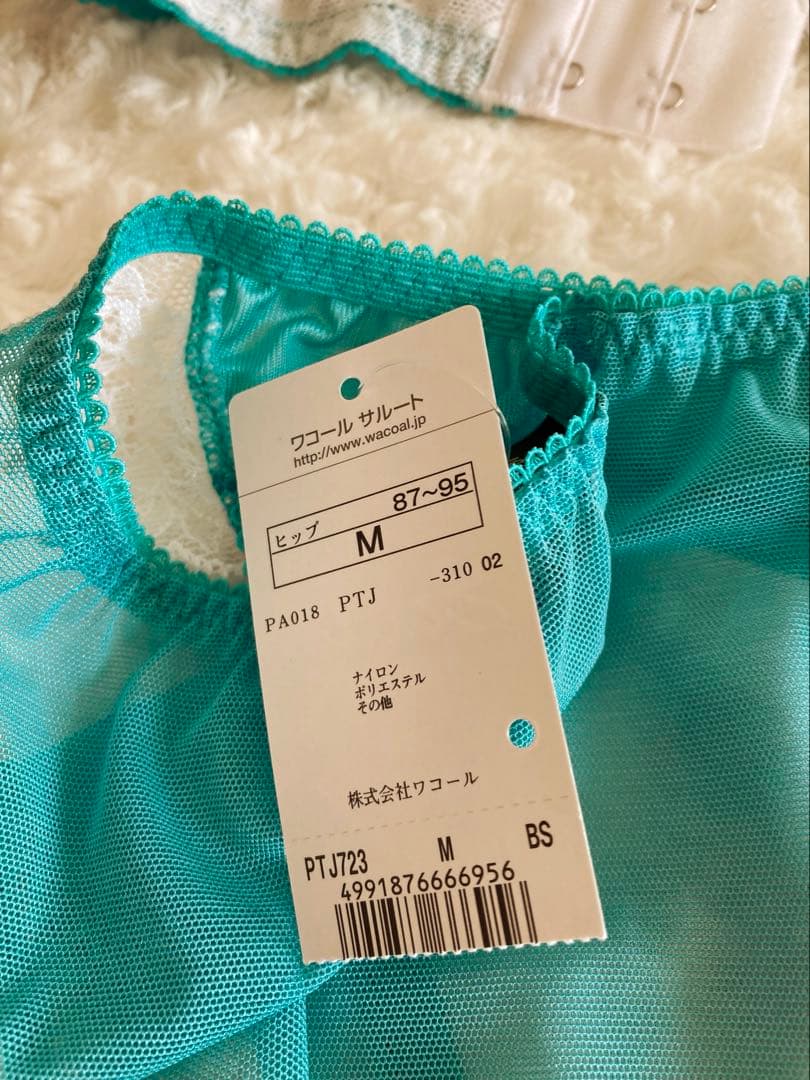 ワコール サルート
http://www.wacoal.jp
ヒップ 87~95
M
PA018 PTJ -310 02
ナイロン
ポリエステル
その他
株式会社ワコール
PTJ723 M BS
4991876666956